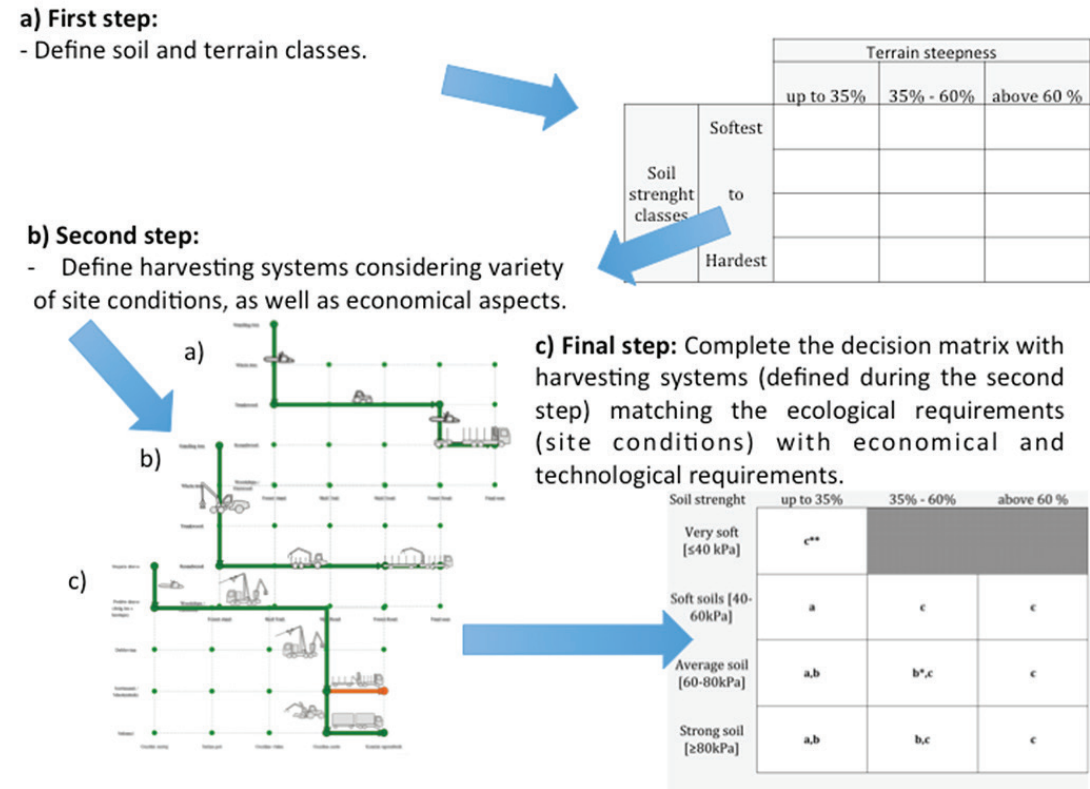 a) First step:
- Define soil and terrain classes.
Terrain steepness
up to 35% 35% - 60% above 60 %
Softest
Soil
strenght to
classes
Hardest
b) Second step:
- Define harvesting systems considering variety
of site conditions, as well as economical aspects.
a)
b)
c)
c) Final step: Complete the decision matrix with
harvesting systems (defined during the second
step) matching the ecological requirements
(site conditions) with economical and
technological requirements.
Soil strenght up to 35% 35% - 60% above 60 %
Very soft
[≤40 kPa] c**
Soft soils [40-
60kPa] a c c
Average soil
[60-80kPa] a,b b*,c c
Strong soil
[≥80kPa] a,b b,c c